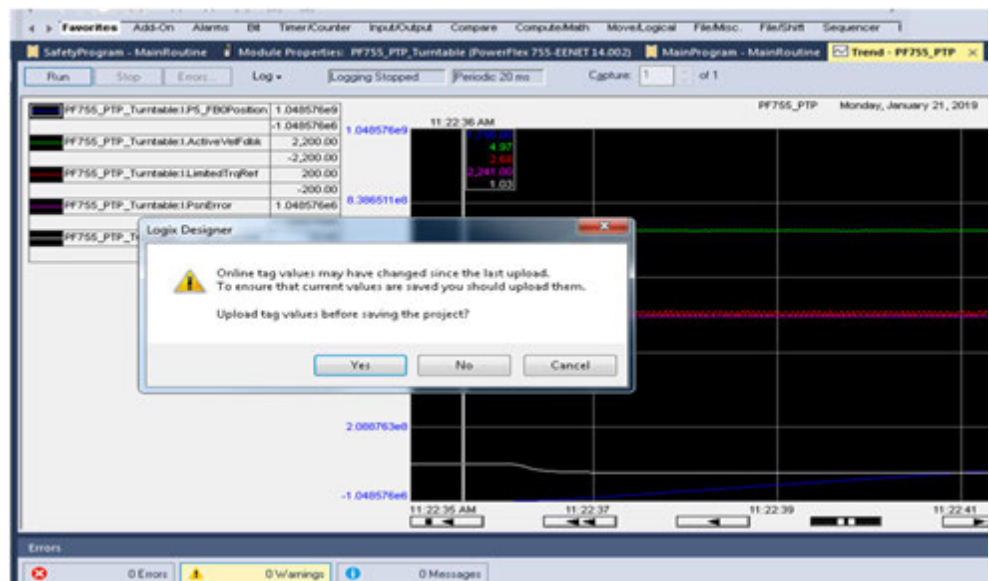 Favorites Add-On Alarms Bit Timer/Counter Input/Output Compare Compute/Math Move/Logical File/Misc. File/Shift Sequencer
SafetyProgram - MainRoutine Module Properties: PF755_PTP_Turntable (PowerFlex 755-EENET 14.002) MainProgram - MainRoutine Trend - PF755_PTP
Run Stop Errors... Log Logging Stopped Periodic 20 ms Capture: 1 of 1
PF755_PTP Monday, January 21, 2019
PF755_PTP_Turntable:I.P5_FB0Position 1.048576e9
-1.048576e6
PF755_PTP_Turntable:I.ActiveVelFdbk 2,200.00
-2,200.00
PF755_PTP_Turntable:I.LimitedTrqRef 200.00
-200.00
PF755_PTP_Turntable:I.PsnError 1.048576e6
11:22:36 AM
1.048576e9
4.97
2.68
2,241.00
1.03
8.386511e8
Logix Designer
Online tag values may have changed since the last upload.
To ensure that current values are saved you should upload them.
Upload tag values before saving the project?
Yes No Cancel
2.088763e8
-1.048576e6
11:22:35 AM 11:22:37 11:22:39 11:22:41
Errors
0 Errors 0 Warnings 0 Messages